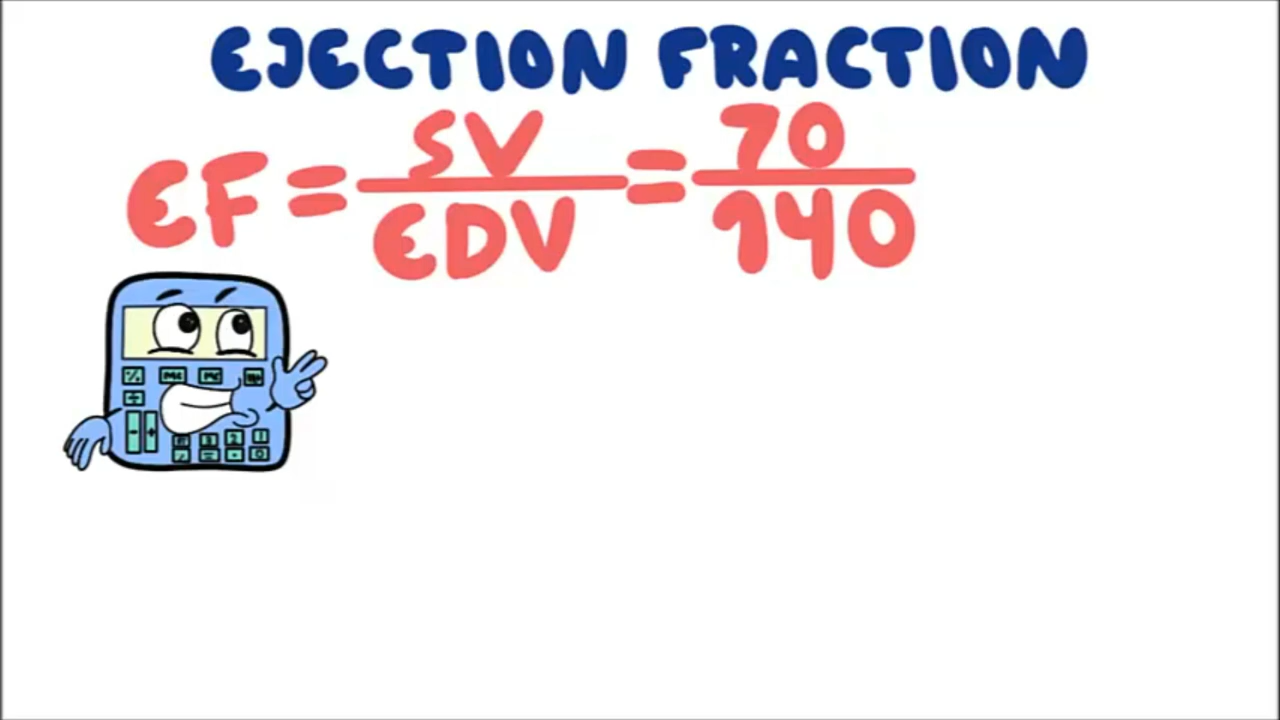 EJECTION FRACTION
EF = SV/EDV = 70/140